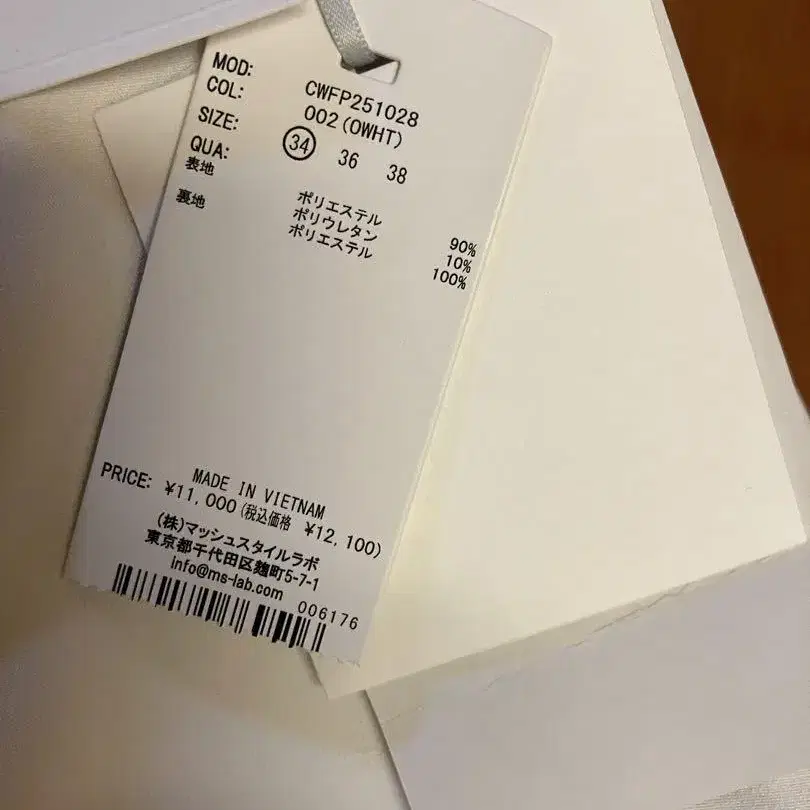 MOD: CWFP251028
COL: 002(OWHT)
SIZE: 34 36 38
QUA:
表地 ポリエステル 90%
ポリウレタン 10%
裏地 ポリエステル 100%
MADE IN VIETNAM
PRICE: ¥11,000(税込価格 ¥12,100)
(株)マッシュスタイルラボ
東京都千代田区麹町5-7-1
info@ms-lab.com
006176